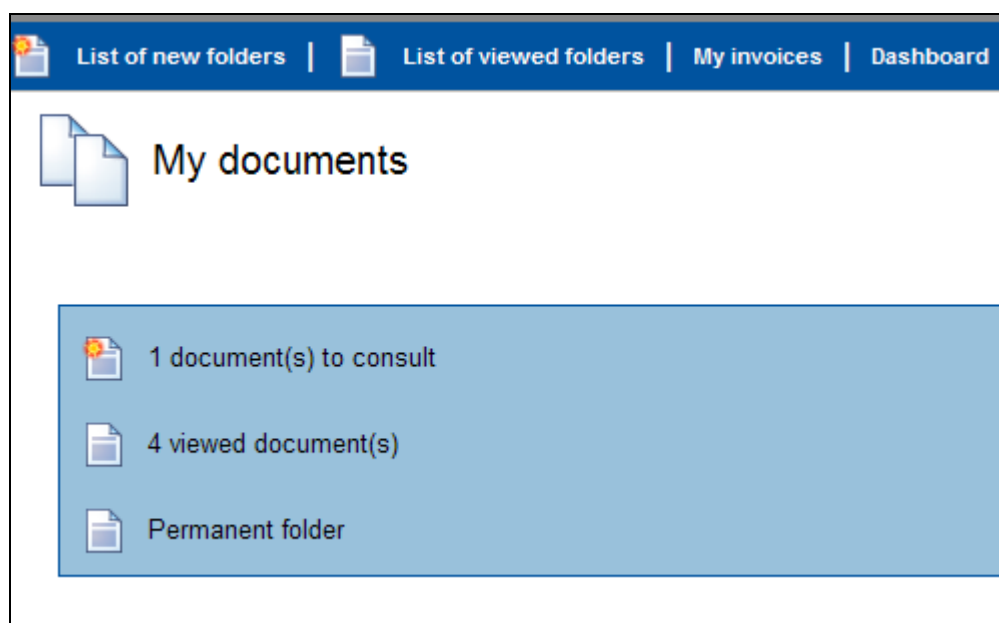 List of new folders | List of viewed folders | My invoices | Dashboard
My documents
1 document(s) to consult
4 viewed document(s)
Permanent folder